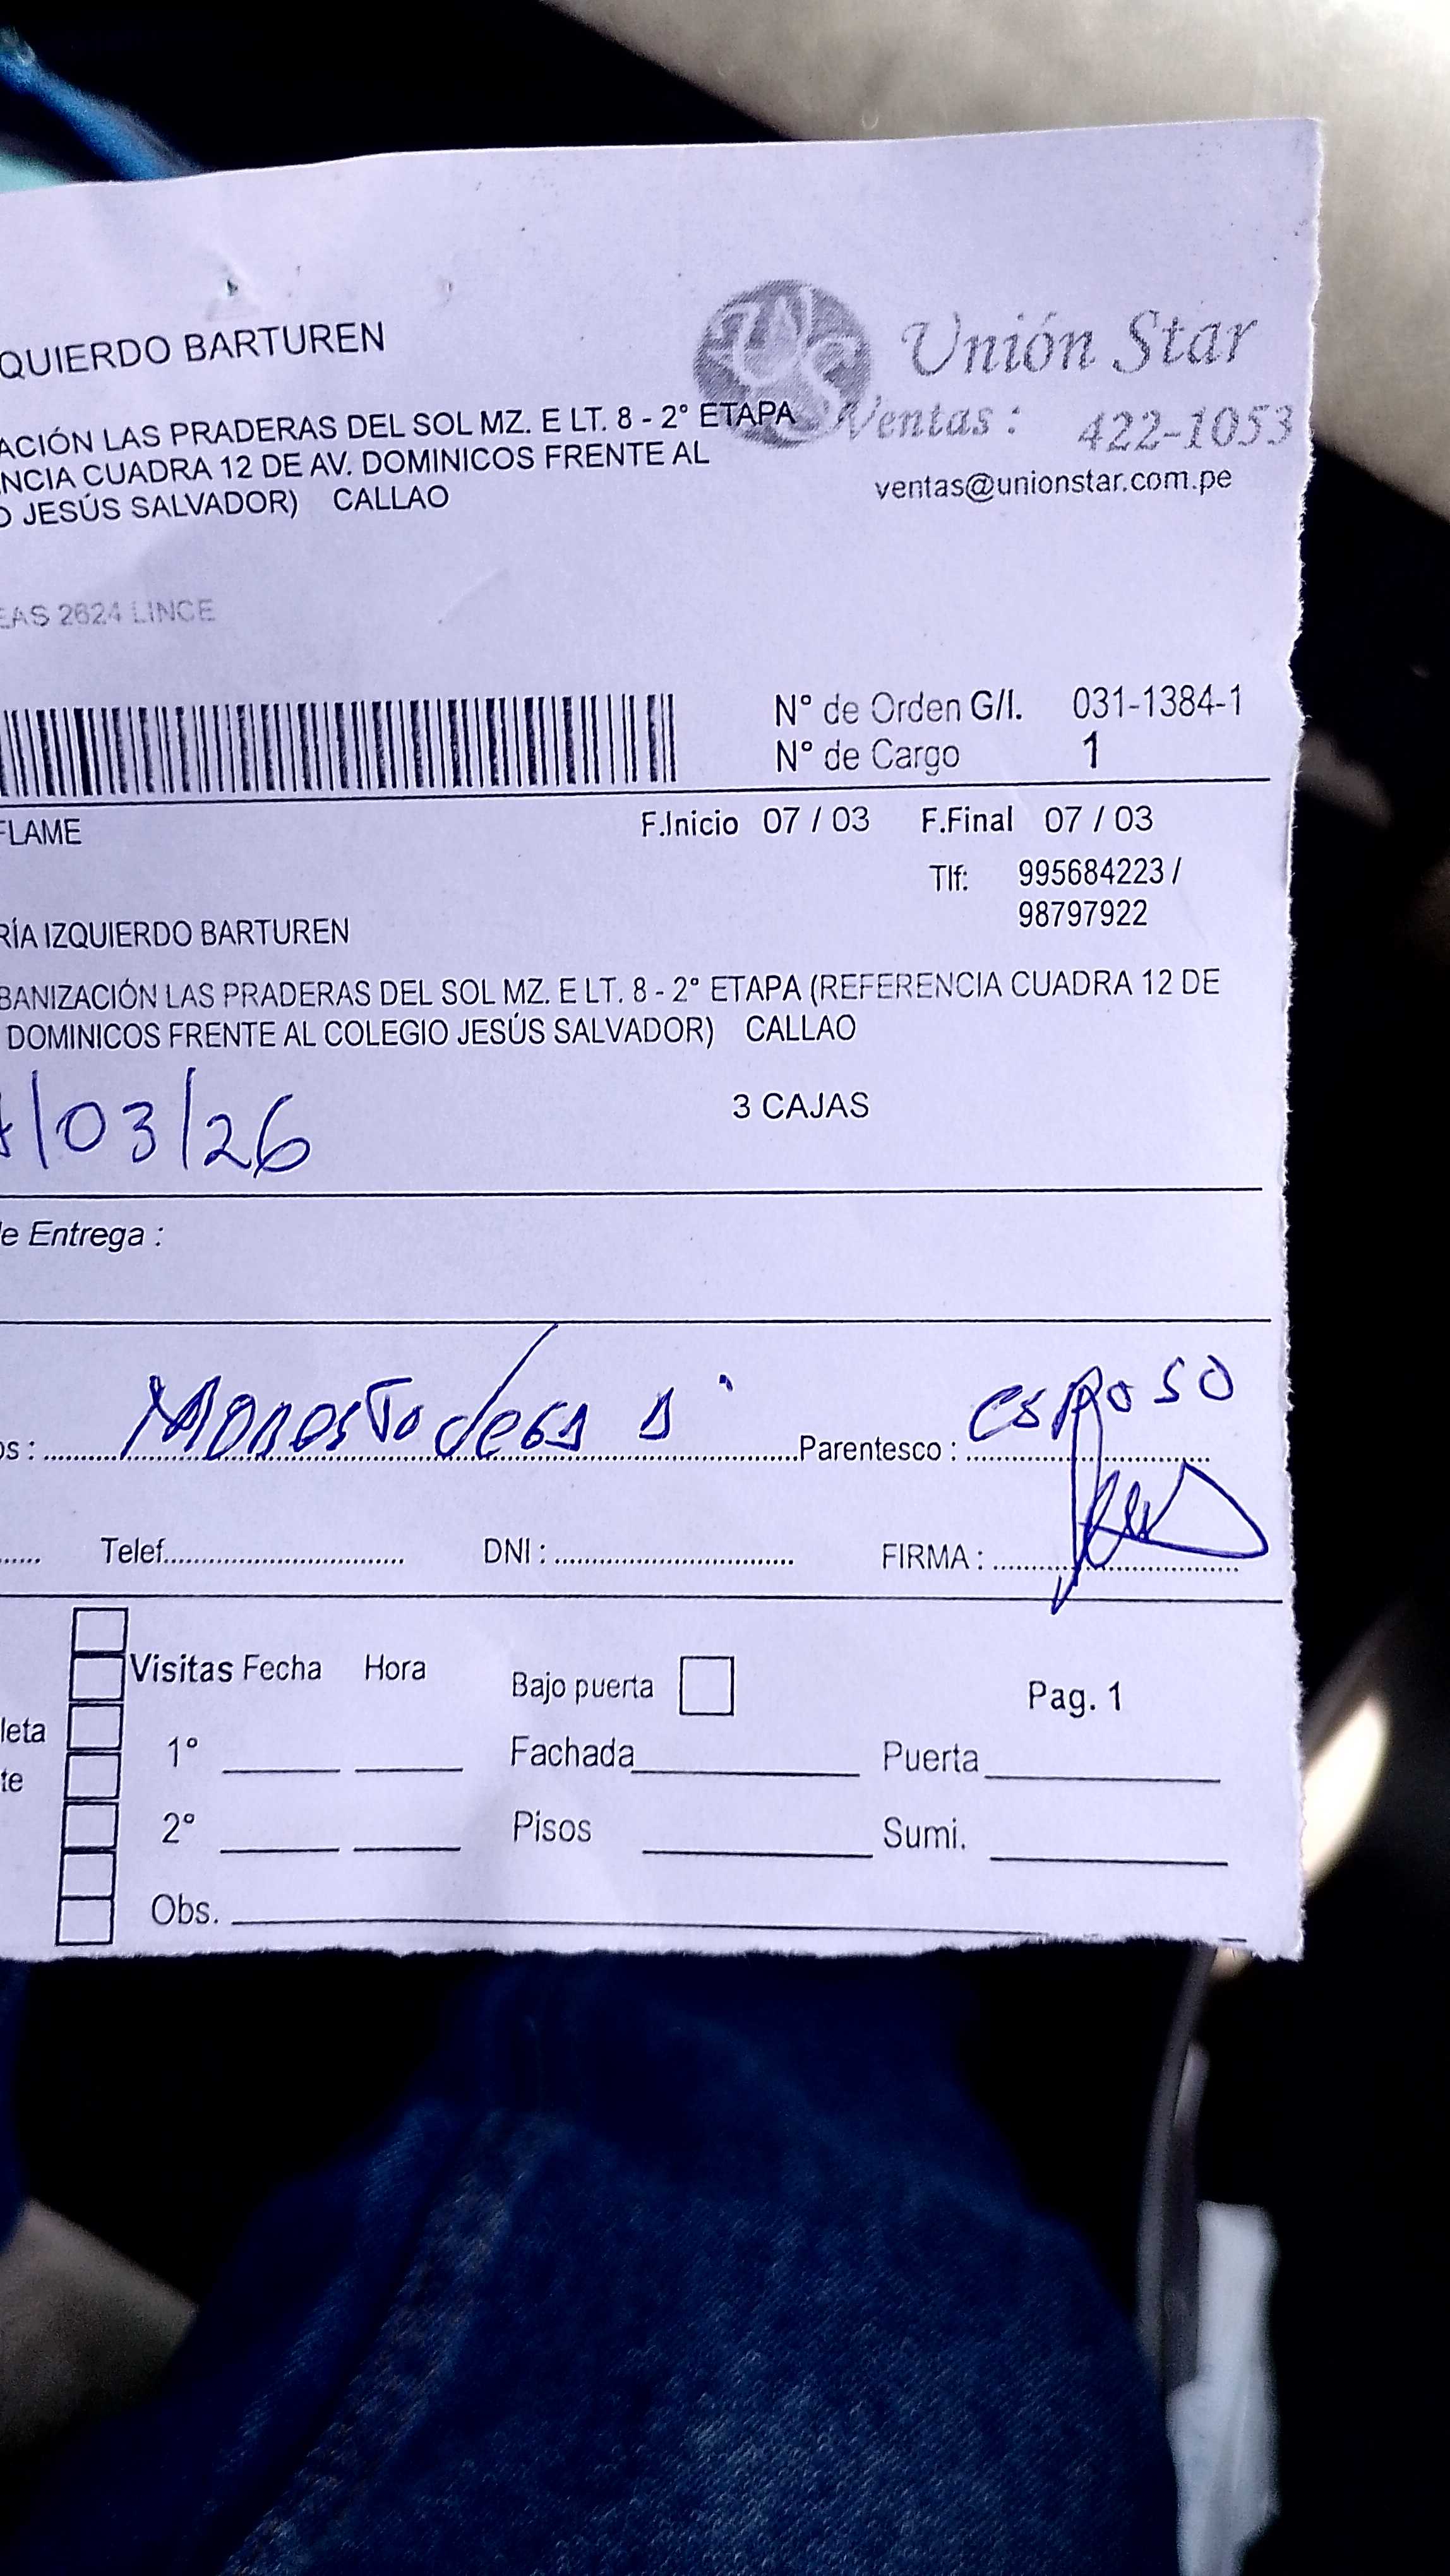 QUIERDO BARTUREN
Unión Star
Ventas : 422-1053
ventas@unionstar.com.pe
ACIÓN LAS PRADERAS DEL SOL MZ. E LT. 8 - 2° ETAPA
NCIA CUADRA 12 DE AV. DOMINICOS FRENTE AL
O JESÚS SALVADOR) CALLAO
EAS 2624 LINCE
N° de Orden G/I. 031-1384-1
N° de Cargo 1
FLAME F.Inicio 07 / 03 F.Final 07 / 03
Tlf: 995684223 /
98797922
RÍA IZQUIERDO BARTUREN
BANIZACIÓN LAS PRADERAS DEL SOL MZ. E LT. 8 - 2° ETAPA (REFERENCIA CUADRA 12 DE
DOMINICOS FRENTE AL COLEGIO JESÚS SALVADOR) CALLAO
/03/26 3 CAJAS
e Entrega :
os : Parentesco : esposo
Telef. DNI : FIRMA :
Visitas Fecha Hora Bajo puerta Pag. 1
leta 1° Fachada Puerta
te
2° Pisos Sumi.
Obs.